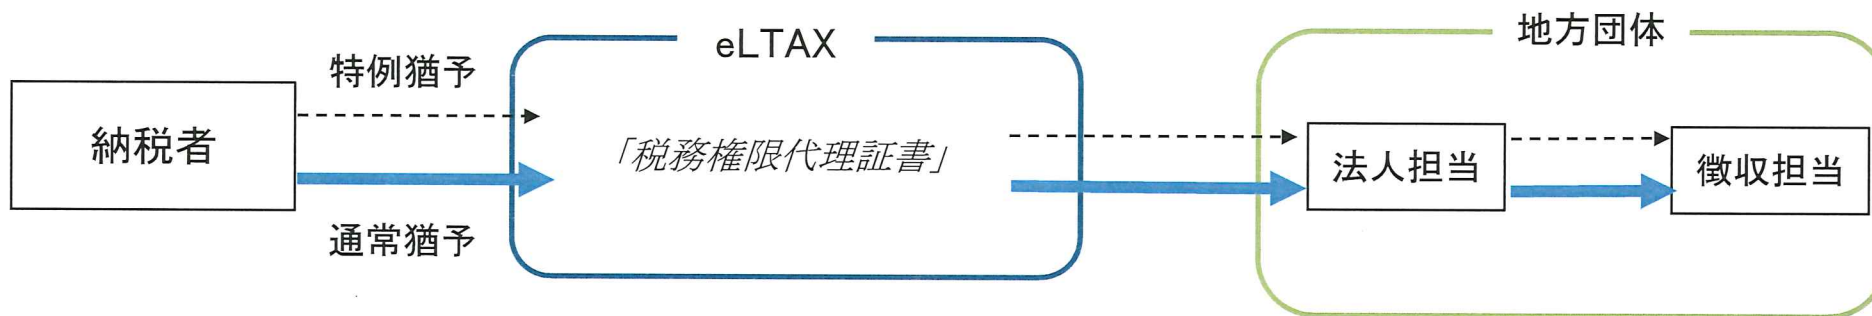 eLTAX
地方団体
特例猶予
納税者
「税務権限代理証書」
法人担当
徴収担当
通常猶予